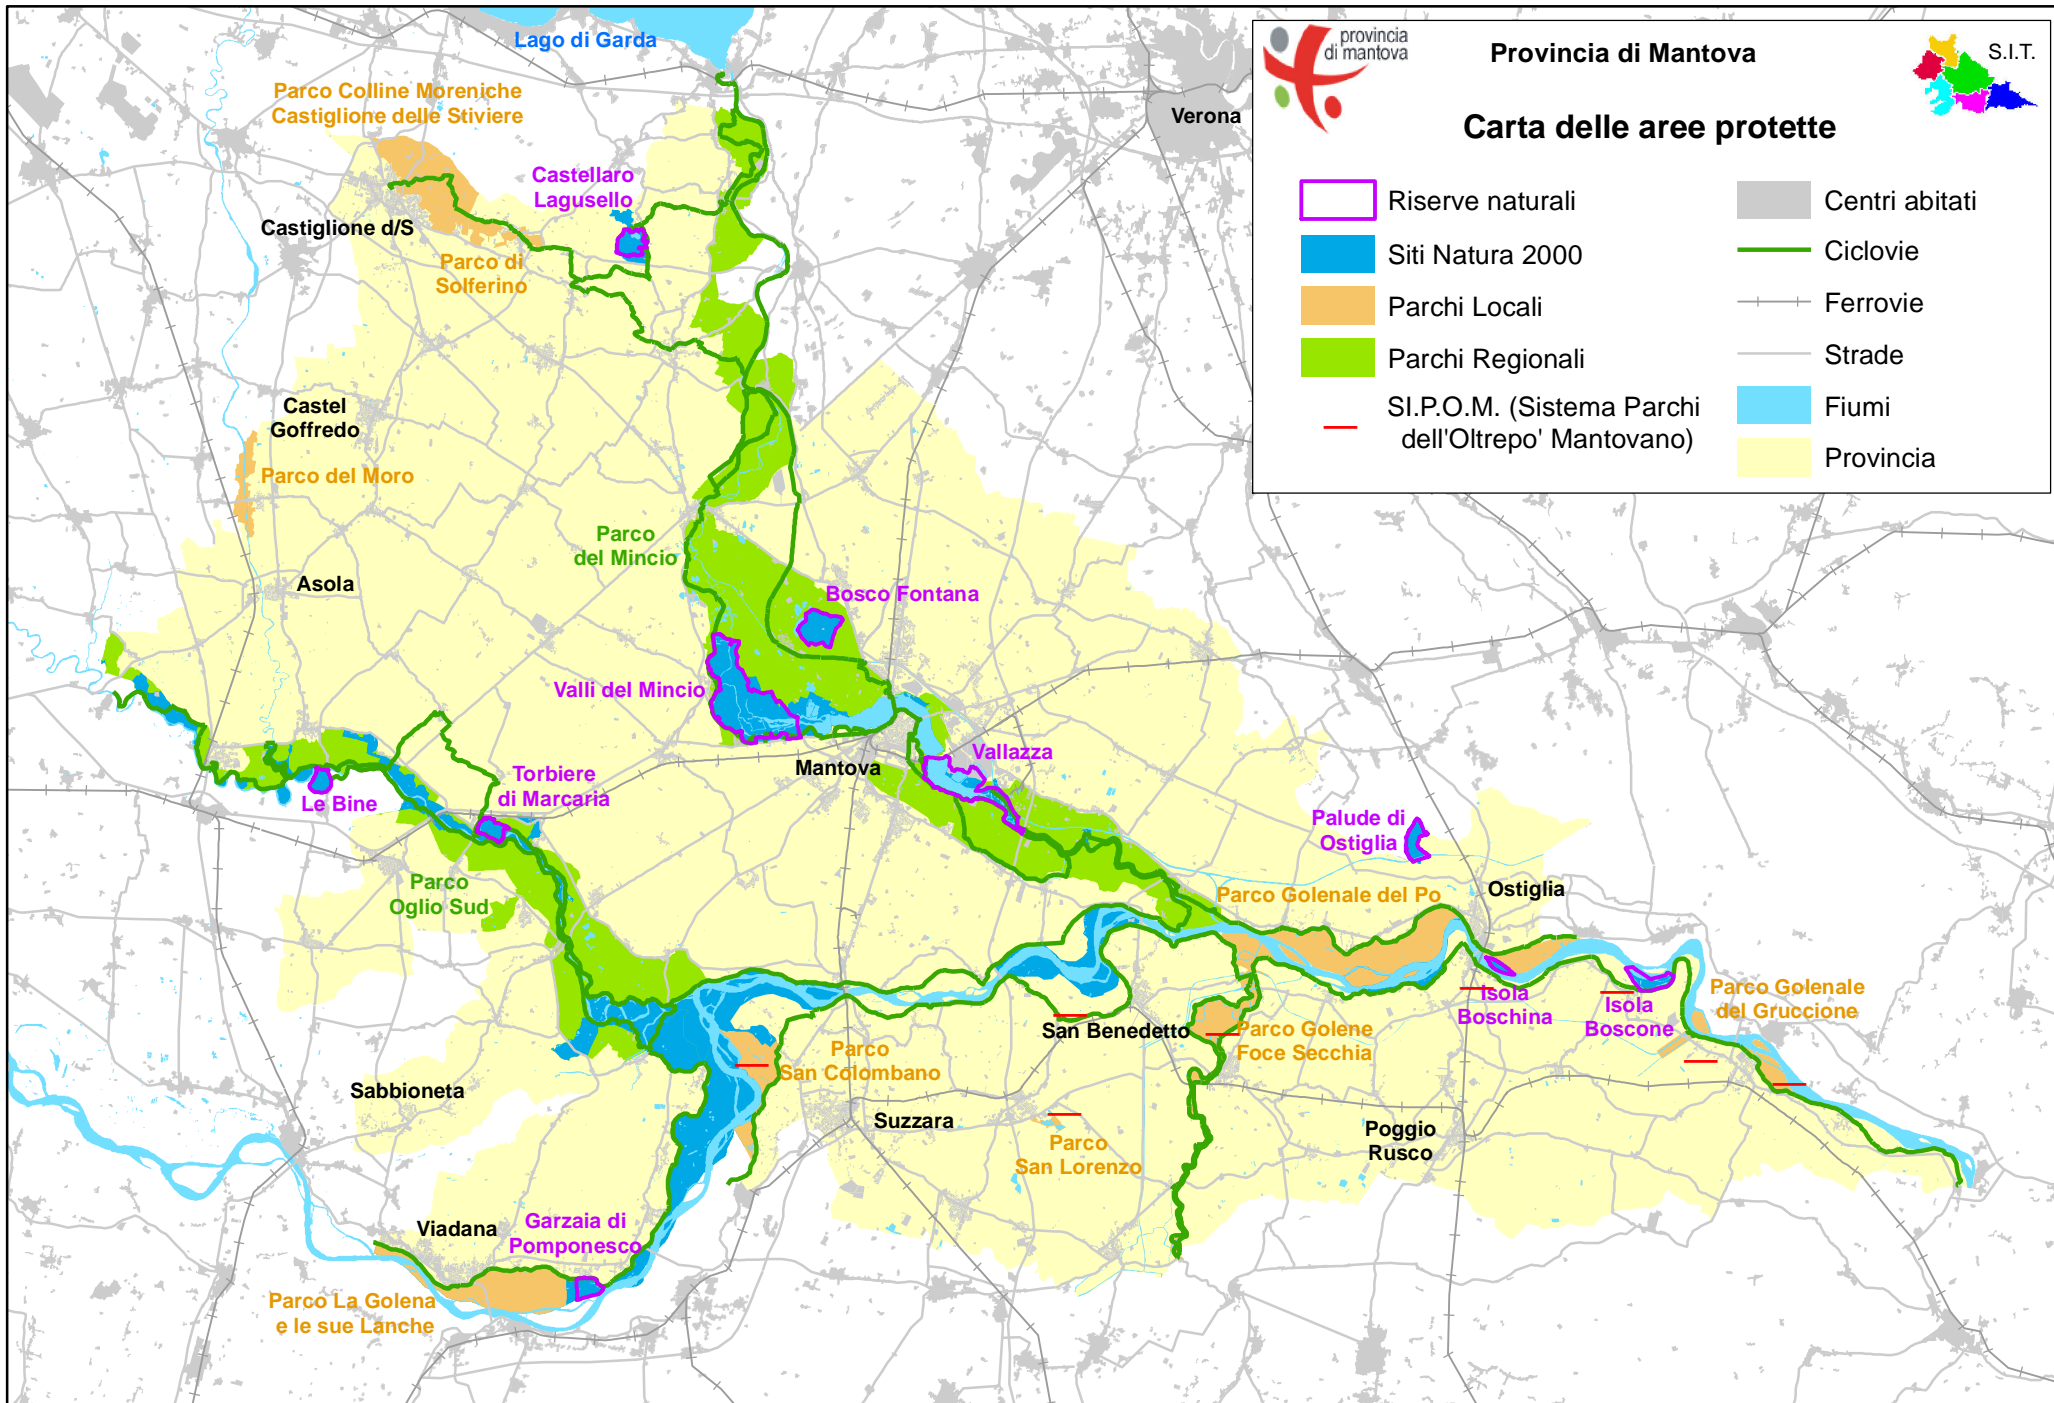 Lago di Garda
Parco Colline Moreniche
Castiglione delle Stiviere
Castellaro
Lagusello
Castiglione d/S
Parco di
Solferino
Verona
provincia
di mantova
Provincia di Mantova
S.I.T.
Carta delle aree protette
Riserve naturali
Siti Natura 2000
Parchi Locali
Parchi Regionali
SI.P.O.M. (Sistema Parchi
dell'Oltrepo' Mantovano)
Centri abitati
Ciclovie
Ferrovie
Strade
Fiumi
Provincia
Castel
Goffredo
Parco del Moro
Parco
del Mincio
Asola
Bosco Fontana
Valli del Mincio
Vallazza
Mantova
Torbiere
di Marcaria
Le Bine
Palude di
Ostiglia
Parco
Oglio Sud
Parco Golenale del Po
Ostiglia
Isola
Boschina
Isola
Boscone
Parco Golenale
del Gruccione
San Benedetto
Parco Golene
Foce Secchia
Parco
San Colombano
Sabbioneta
Suzzara
Parco
San Lorenzo
Poggio
Rusco
Viadana
Garzaia di
Pomponesco
Parco La Golena
e le sue Lanche